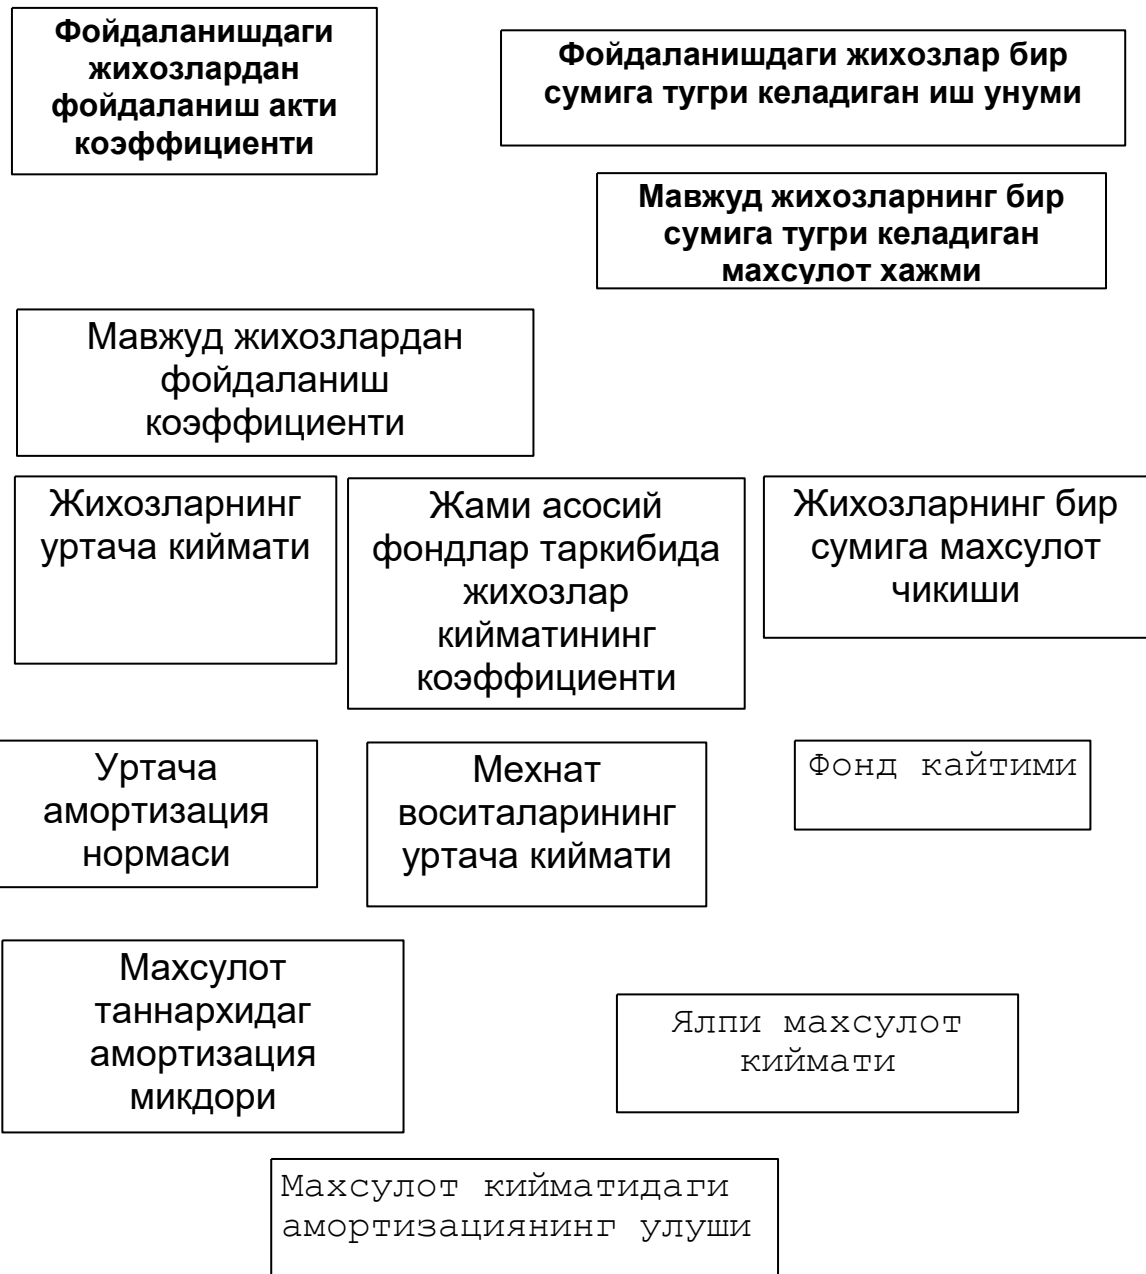 Фойдаланишдаги
жихозлардан
фойдаланиш акти
коэффициенти
Фойдаланишдаги жихозлар бир
сумига тугри келадиган иш унуми
Мавжуд жихозларнинг бир
сумига тугри келадиган
махсулот хажми
Мавжуд жихозлардан
фойдаланиш
коэффициенти
Жихозларнинг
уртача киймати
Жами асосий
фондлар таркибида
жихозлар
кийматининг
коэффициенти
Жихозларнинг бир
сумига махсулот
чикиши
Уртача
амортизация
нормаси
Мехнат
воситаларининг
уртача киймати
Фонд кайтими
Махсулот
таннархидаг
амортизация
микдори
Ялпи махсулот
киймати
Махсулот кийматидаги
амортизациянинг улуши